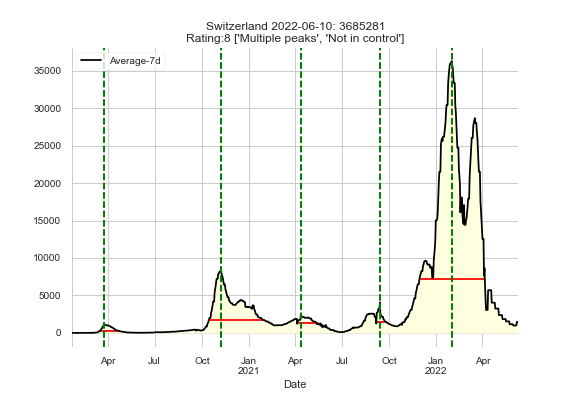 Switzerland 2022-06-10: 3685281
Rating:8 ['Multiple peaks', 'Not in control']
Average-7d
35000
30000
25000
20000
15000
10000
5000
0
Apr Jul Oct Jan Apr Jul Oct Jan Apr
2021 2022
Date